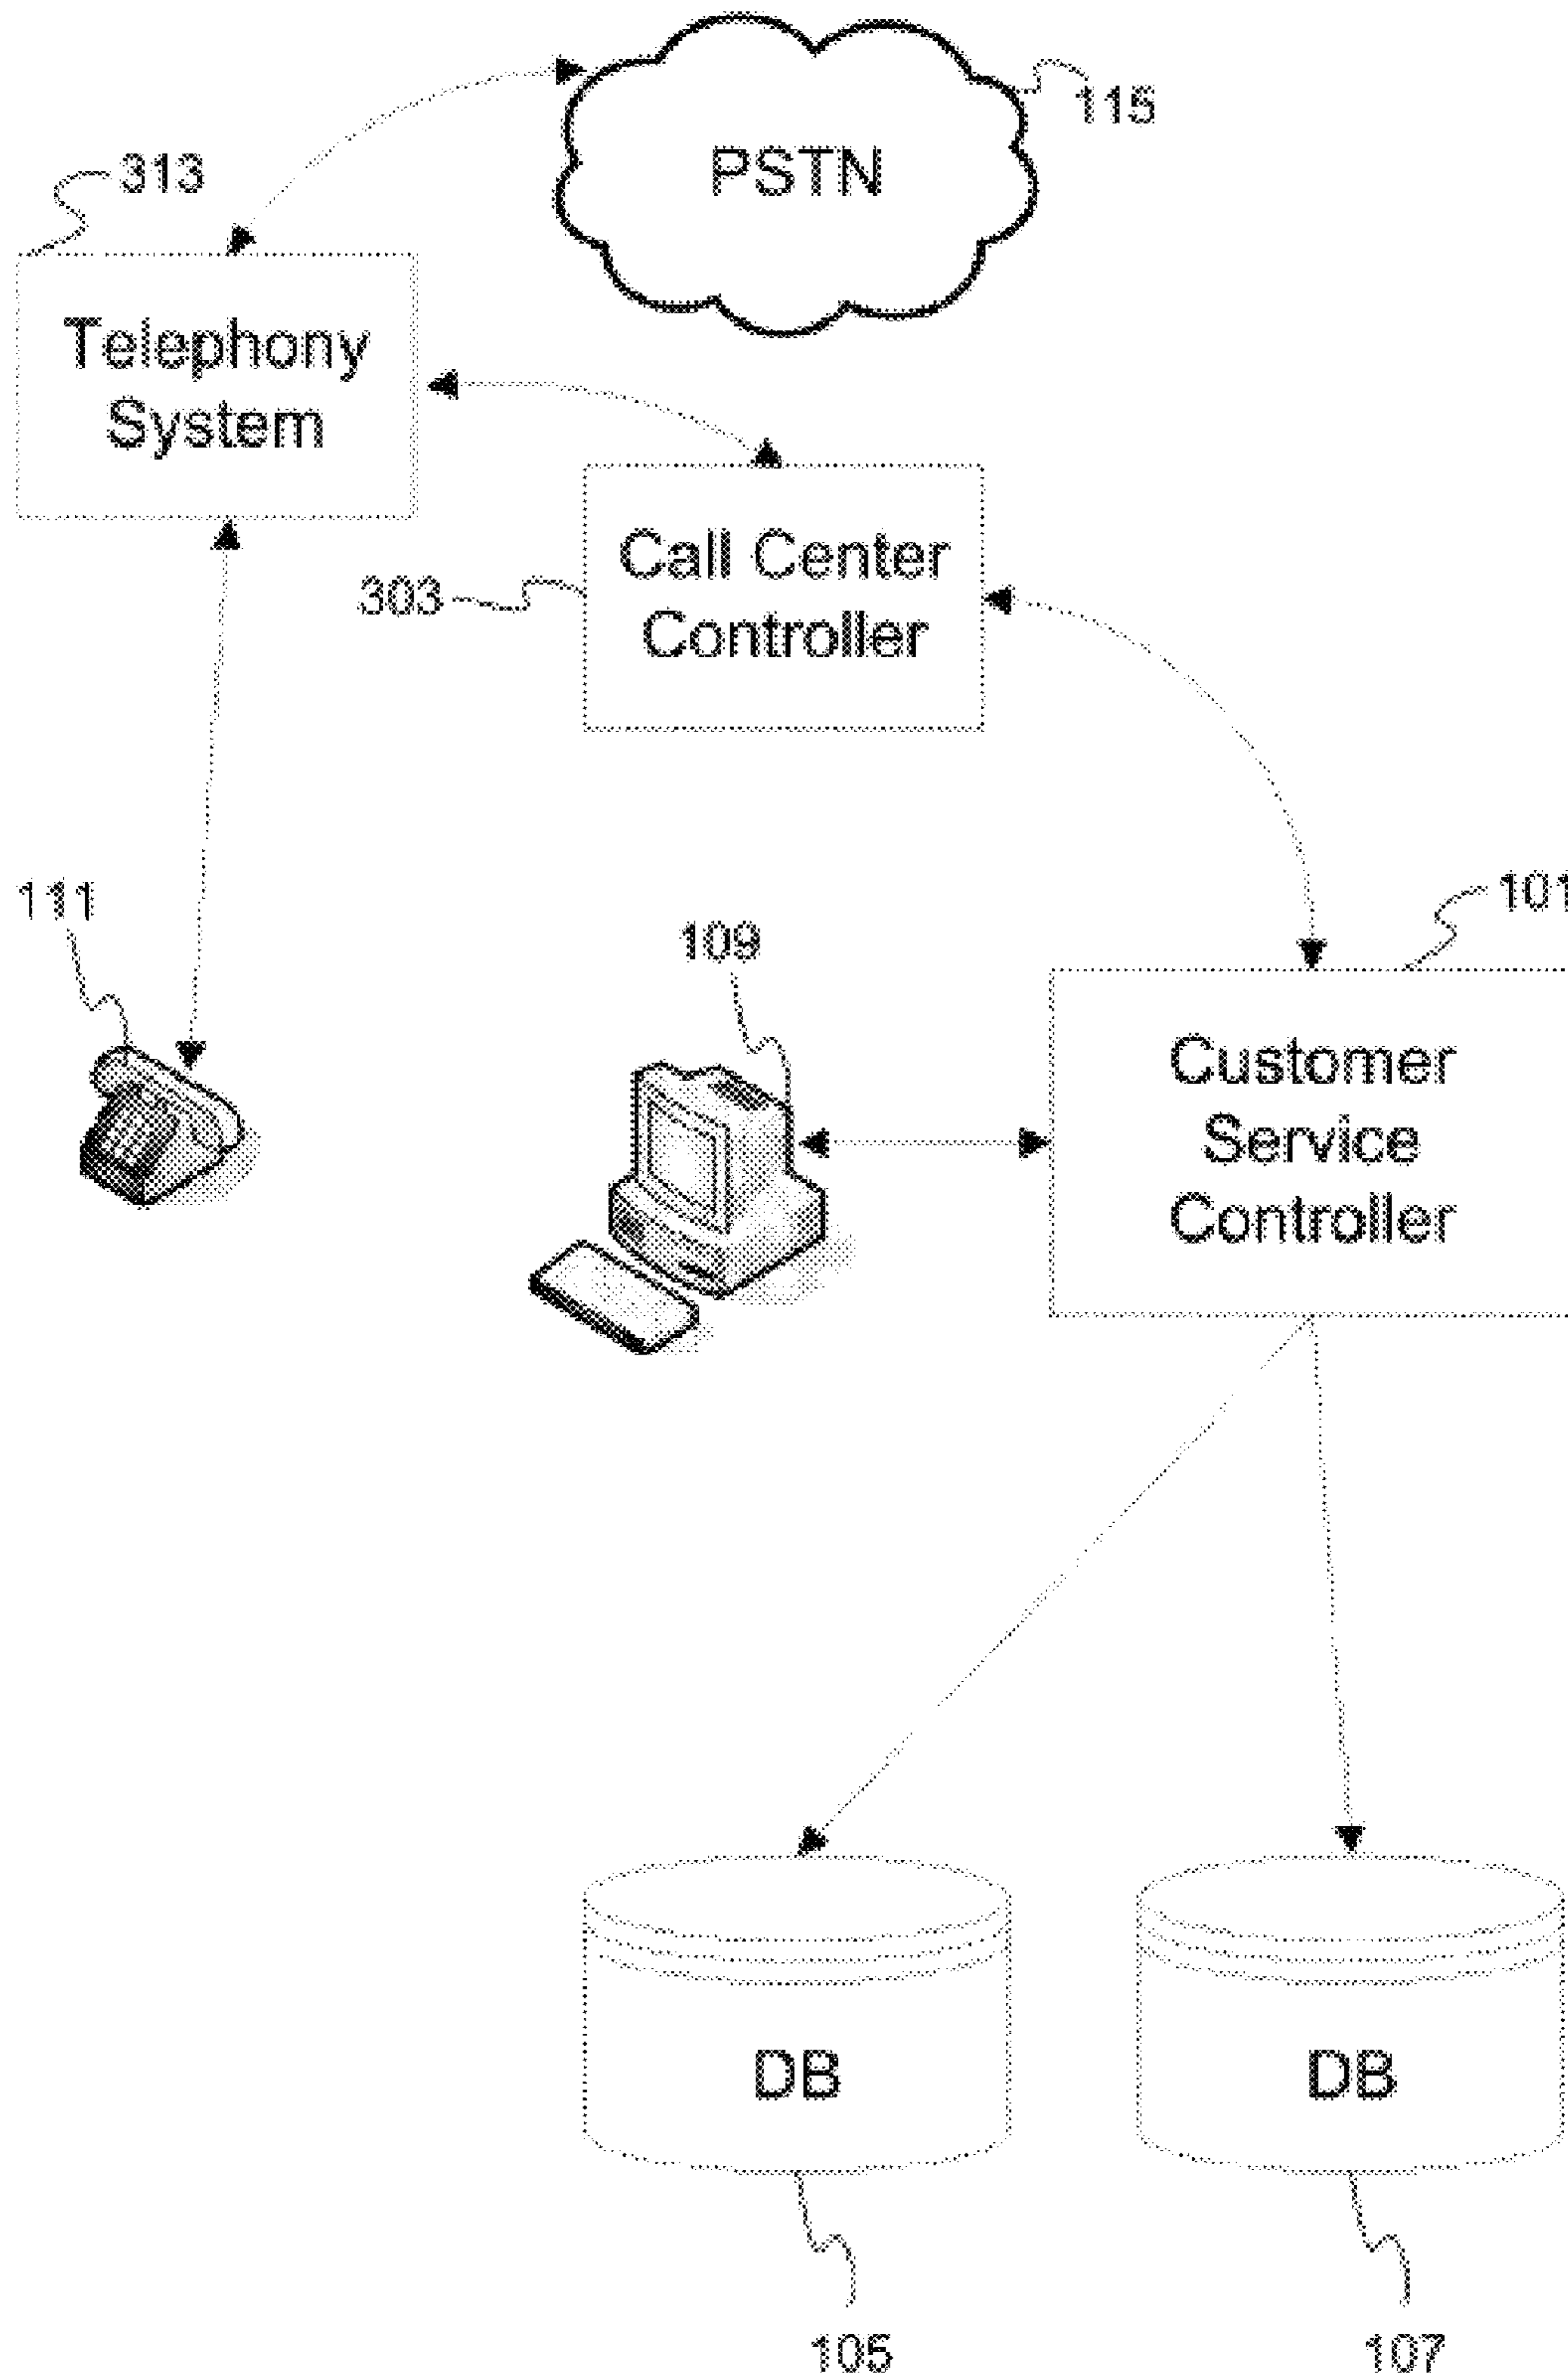 115
PSTN
313
Telephony
System
Call Center
Controller
303
111
109
101
Customer
Service
Controller
DB
DB
105
107